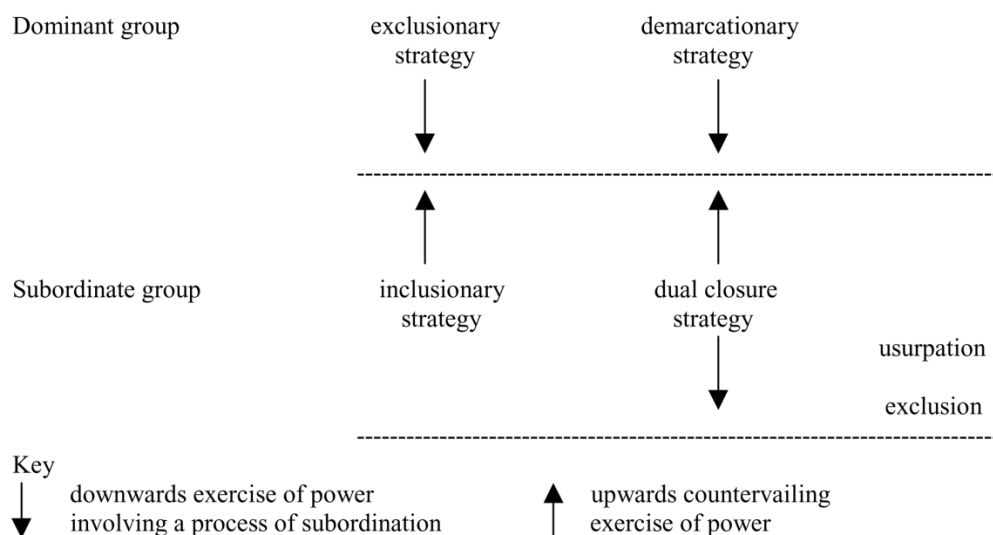 Dominant group
exclusionary
strategy
demarcationary
strategy
Subordinate group
inclusionary
strategy
dual closure
strategy
usurpation
exclusion
Key
downwards exercise of power
involving a process of subordination
upwards countervailing
exercise of power